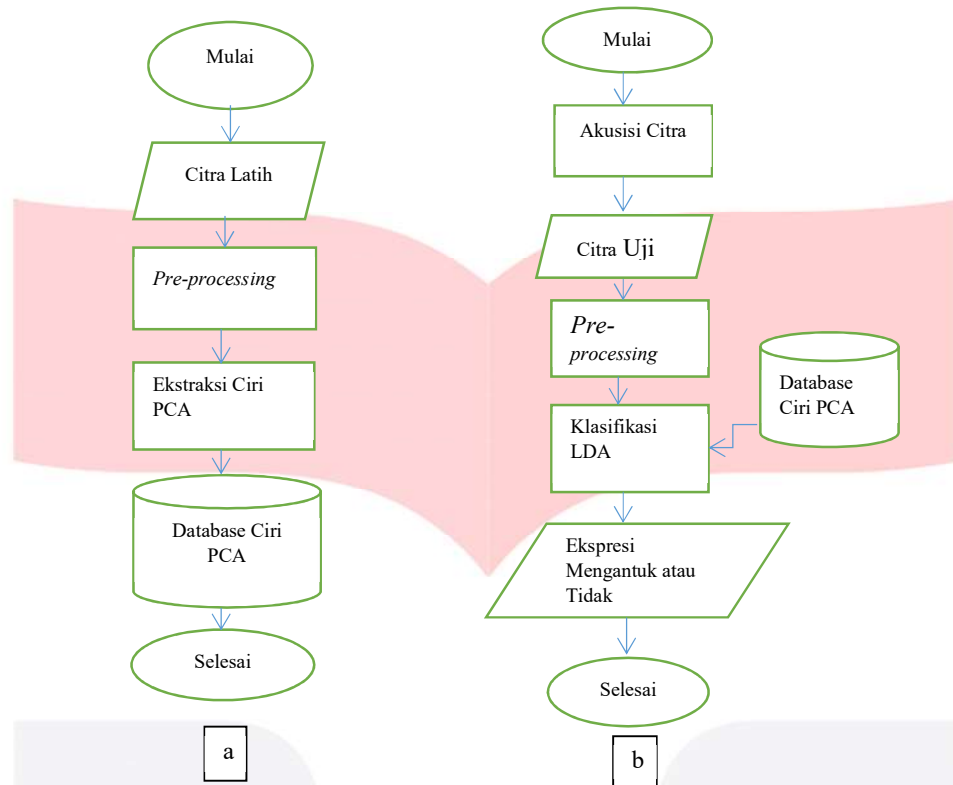 Mulai
Citra Latih
Pre-processing
Ekstraksi Ciri
PCA
Database Ciri
PCA
Selesai
a
Mulai
Akusisi Citra
Citra Uji
Pre-
processing
Klasifikasi
LDA
Database
Ciri PCA
Ekspresi
Mengantuk atau
Tidak
Selesai
b